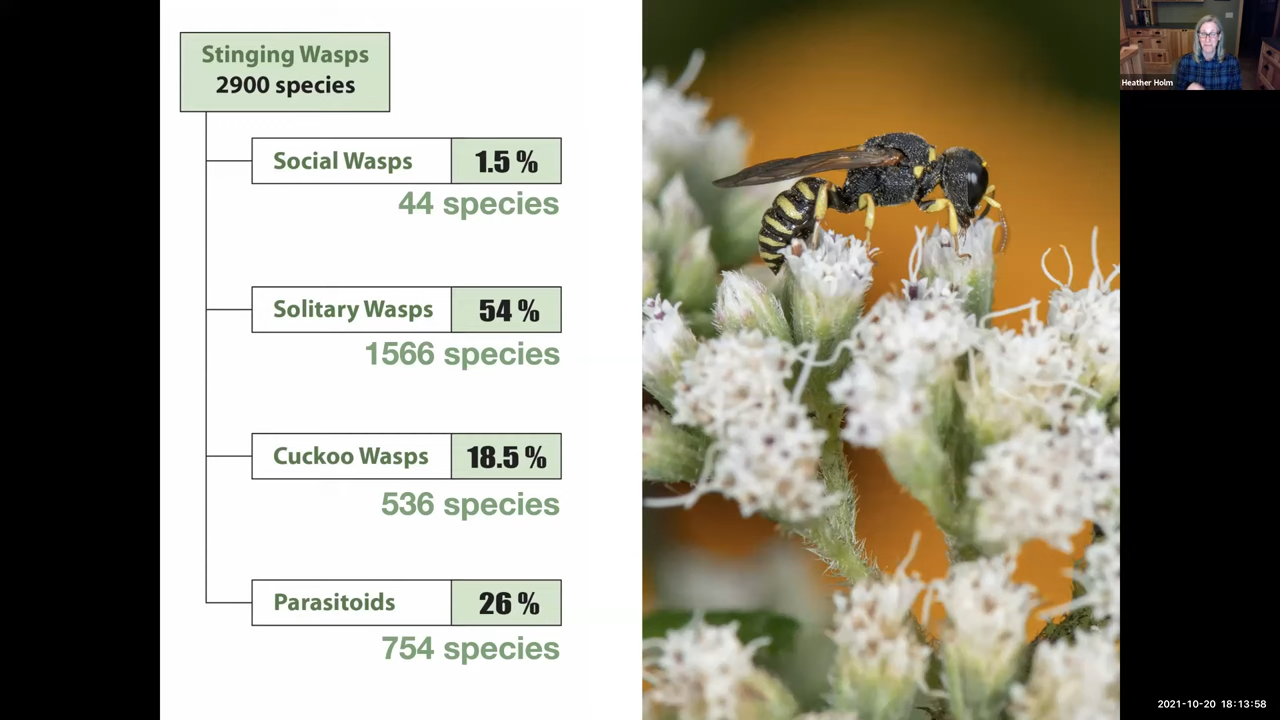 Stinging Wasps
2900 species
Social Wasps 1.5 %
44 species
Solitary Wasps 54 %
1566 species
Cuckoo Wasps 18.5 %
536 species
Parasitoids 26 %
754 species
Heather Holm
2021-10-20 18:13:58